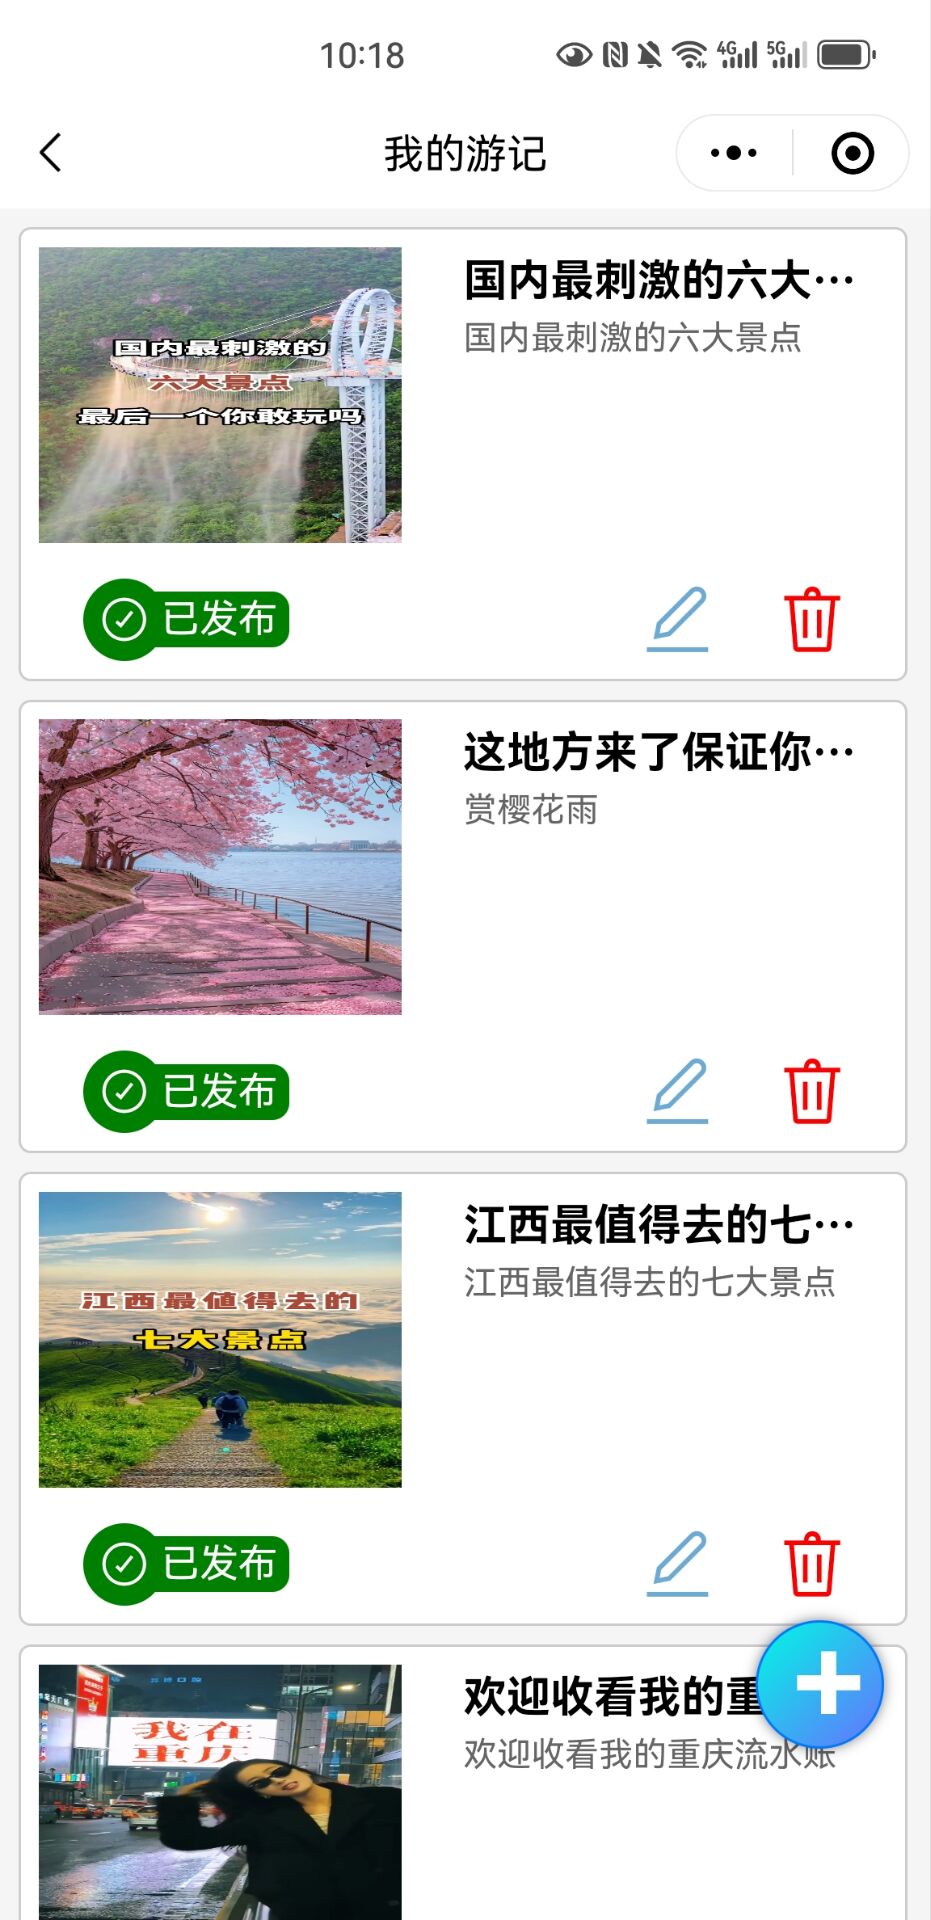 10:18
4G
5G
我的游记
国内最刺激的
六大景点
最后一个你敢玩吗
国内最刺激的六大…
国内最刺激的六大景点
已发布
这地方来了保证你…
赏樱花雨
已发布
江西最值得去的
七大景点
江西最值得去的七…
江西最值得去的七大景点
已发布
我在
重庆
欢迎收看我的重
欢迎收看我的重庆流水账